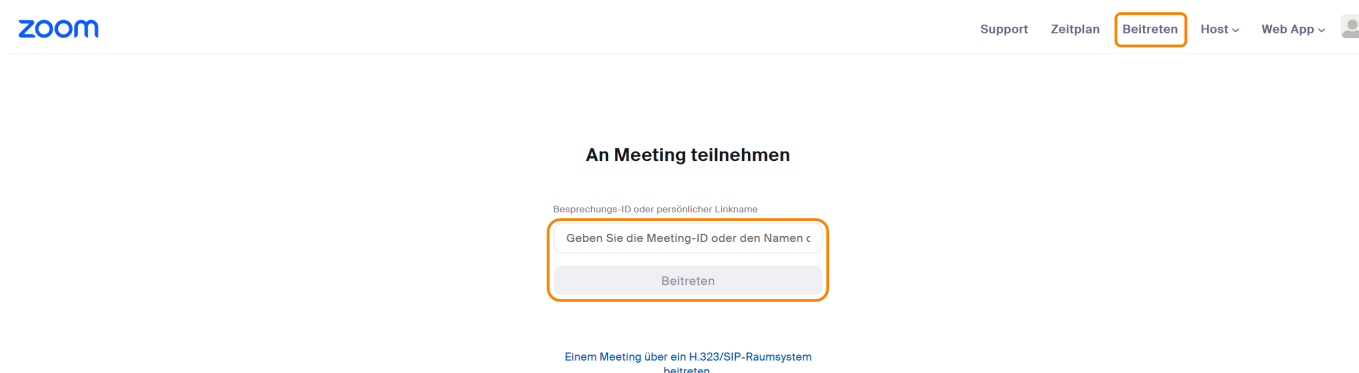 zoom
Support Zeitplan Beitreten Host Web App
An Meeting teilnehmen
Besprechungs-ID oder persönlicher Linkname
Geben Sie die Meeting-ID oder den Namen
Beitreten
Einem Meeting über ein H.323/SIP-Raumsystem
beitreten